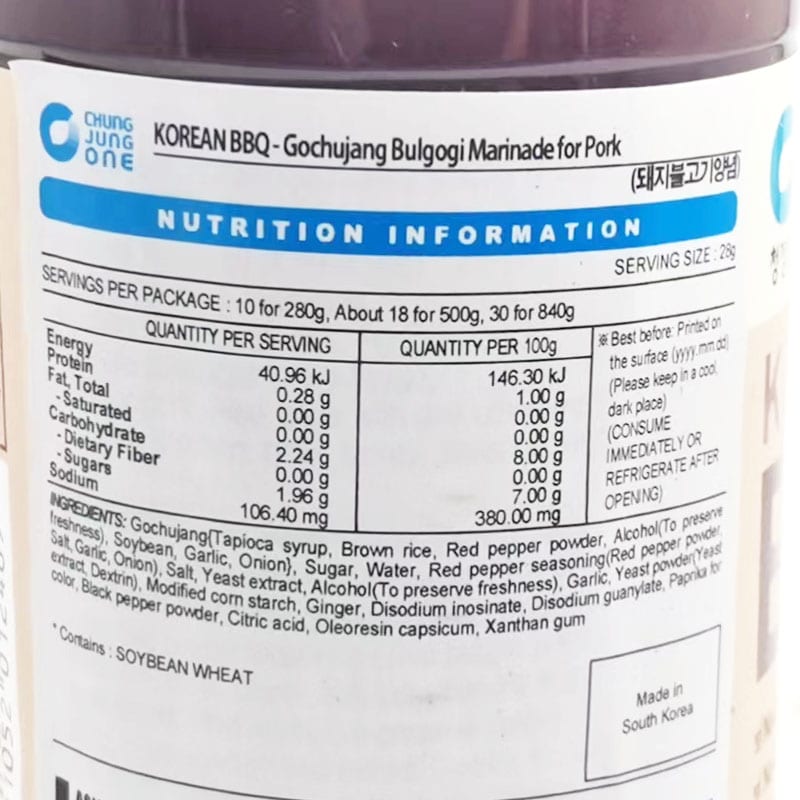 CHUNG
JUNG
ONE
KOREAN BBQ - Gochujang Bulgogi Marinade for Pork
(돼지불고기양념)
NUTRITION INFORMATION
SERVING SIZE : 28g
SERVINGS PER PACKAGE : 10 for 280g, About 18 for 500g, 30 for 840g
QUANTITY PER SERVING QUANTITY PER 100g
Energy 40.96 kJ 146.30 kJ
Protein 0.28 g 1.00 g
Fat, Total 0.00 g 0.00 g
- Saturated 0.00 g 0.00 g
Carbohydrate 2.24 g 8.00 g
- Dietary Fiber 0.00 g 0.00 g
- Sugars 1.96 g 7.00 g
Sodium 106.40 mg 380.00 mg
※ Best before: Printed on
the surface (yyyy.mm.dd)
(Please keep in a cool,
dark place)
(CONSUME
IMMEDIATELY OR
REFRIGERATE AFTER
OPENING)
INGREDIENTS: Gochujang{Tapioca syrup, Brown rice, Red pepper powder, Alcohol(To preserve
freshness), Soybean, Garlic, Onion}, Sugar, Water, Red pepper seasoning(Red pepper powder,
Salt, Garlic, Onion), Salt, Yeast extract, Alcohol(To preserve freshness), Garlic, Yeast powder(Yeast
extract, Dextrin), Modified corn starch, Ginger, Disodium inosinate, Disodium guanylate, Paprika for
color, Black pepper powder, Citric acid, Oleoresin capsicum, Xanthan gum
* Contains : SOYBEAN WHEAT
Made in
South Korea